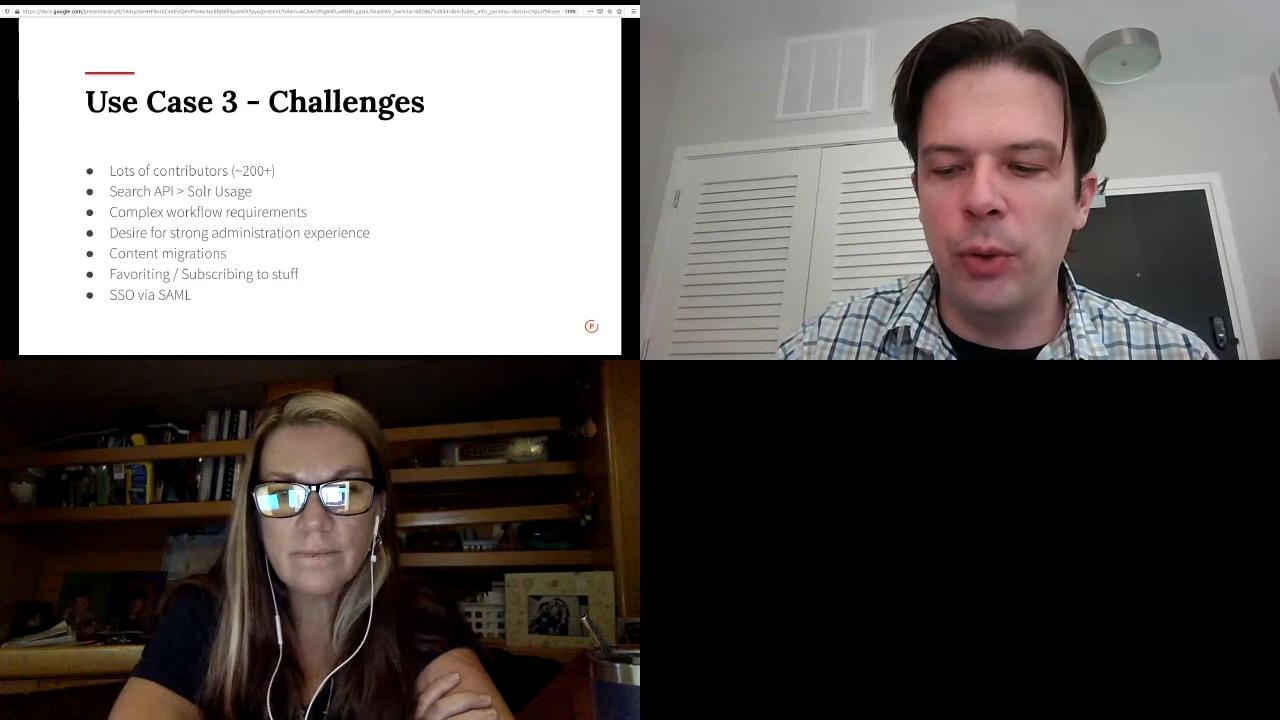 Use Case 3 - Challenges
● Lots of contributors (~200+)
● Search API > Solr Usage
● Complex workflow requirements
● Desire for strong administration experience
● Content migrations
● Favoriting / Subscribing to stuff
● SSO via SAML
F